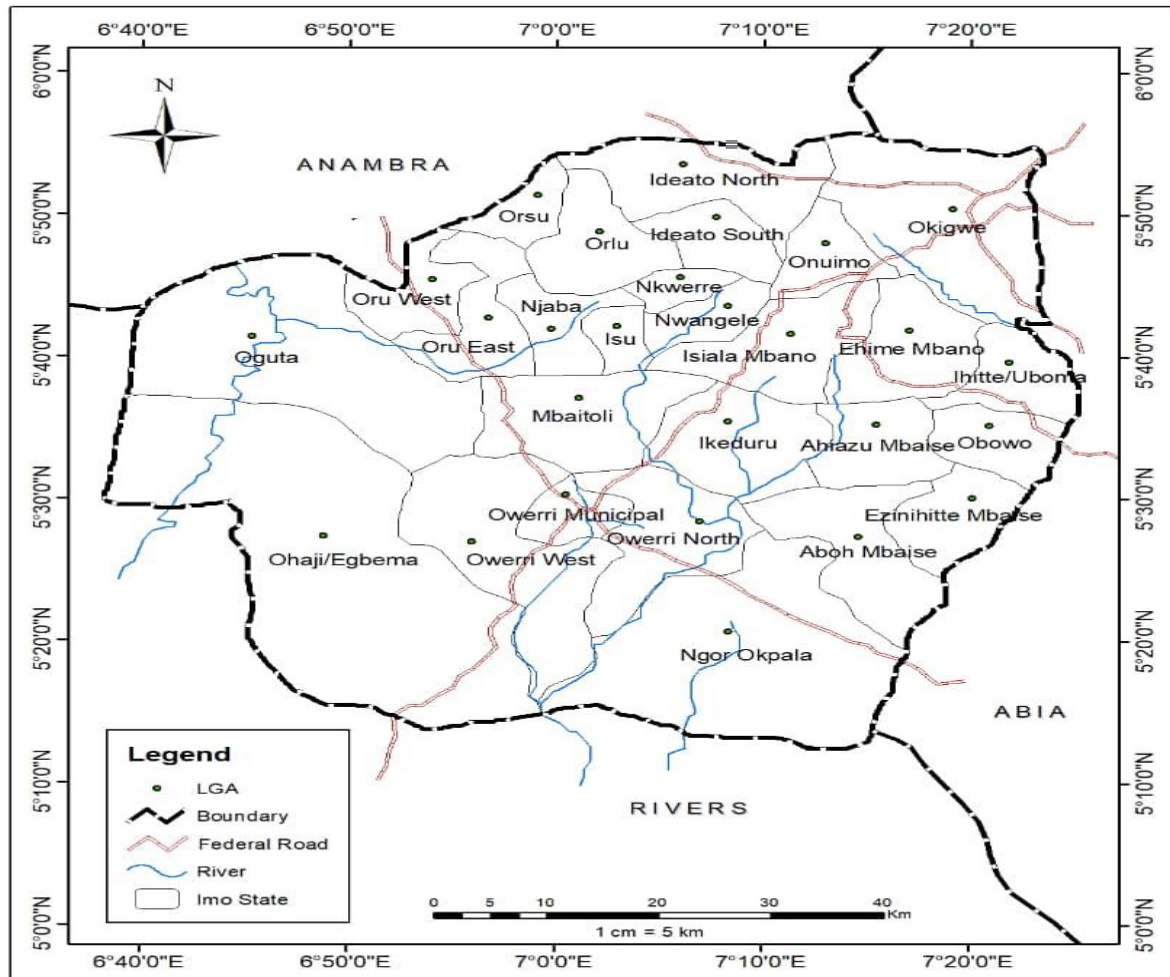 6°40'0"E 6°50'0"E 7°0'0"E 7°10'0"E 7°20'0"E
6°0'0"N
6°0'0"N
N
ANAMBRA
Ideato North
5°50'0"N
Orsu
Okigwe
5°50'0"N
Orlu
Ideato South
Onuimo
Oru West
Nkwerre
Njaba
Nwangele
5°40'0"N
Oguta
Oru East
Isu
Isiala Mbano
Ehime Mbano
5°40'0"N
Ihitte/Uboma
Mbaitoli
Ikeduru
Ahiazu Mbaise
Obowo
5°30'0"N
5°30'0"N
Owerri Municipal
Ezinihitte Mbaise
Owerri North
Ohaji/Egbema
Owerri West
Aboh Mbaise
5°20'0"N
5°20'0"N
Ngor Okpala
ABIA
Legend
LGA
Boundary
Federal Road
River
Imo State
5°10'0"N
5°10'0"N
RIVERS
0 5 10 20 30 40
Km
1 cm = 5 km
5°0'0"N
5°0'0"N
6°40'0"E 6°50'0"E 7°0'0"E 7°10'0"E 7°20'0"E